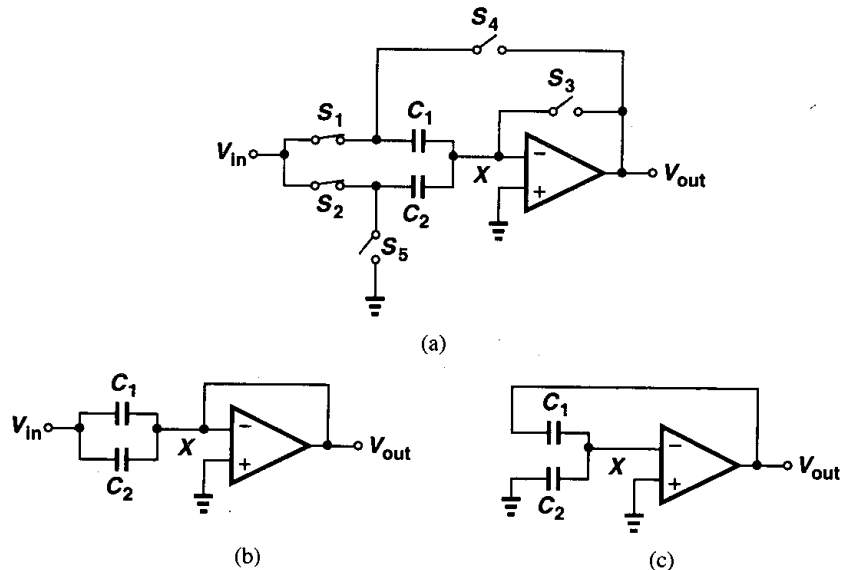 S4
S3
S1
C1
Vin
X
−
+
Vout
S2
C2
S5
(a)
C1
Vin
X
−
+
Vout
C2
(b)
C1
X
−
+
Vout
C2
(c)